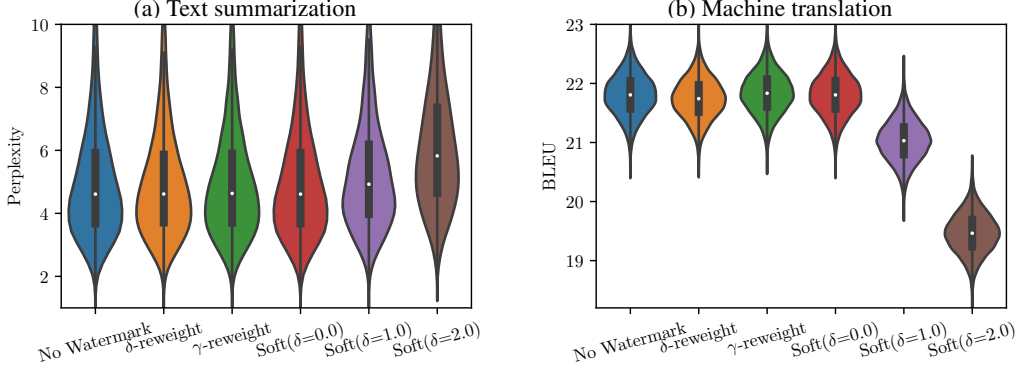 (a) Text summarization
Perplexity
10
8
6
4
2
No Watermark
δ-reweight
γ-reweight
Soft(δ=0.0)
Soft(δ=1.0)
Soft(δ=2.0)
(b) Machine translation
BLEU
23
22
21
20
19
No Watermark
δ-reweight
γ-reweight
Soft(δ=0.0)
Soft(δ=1.0)
Soft(δ=2.0)